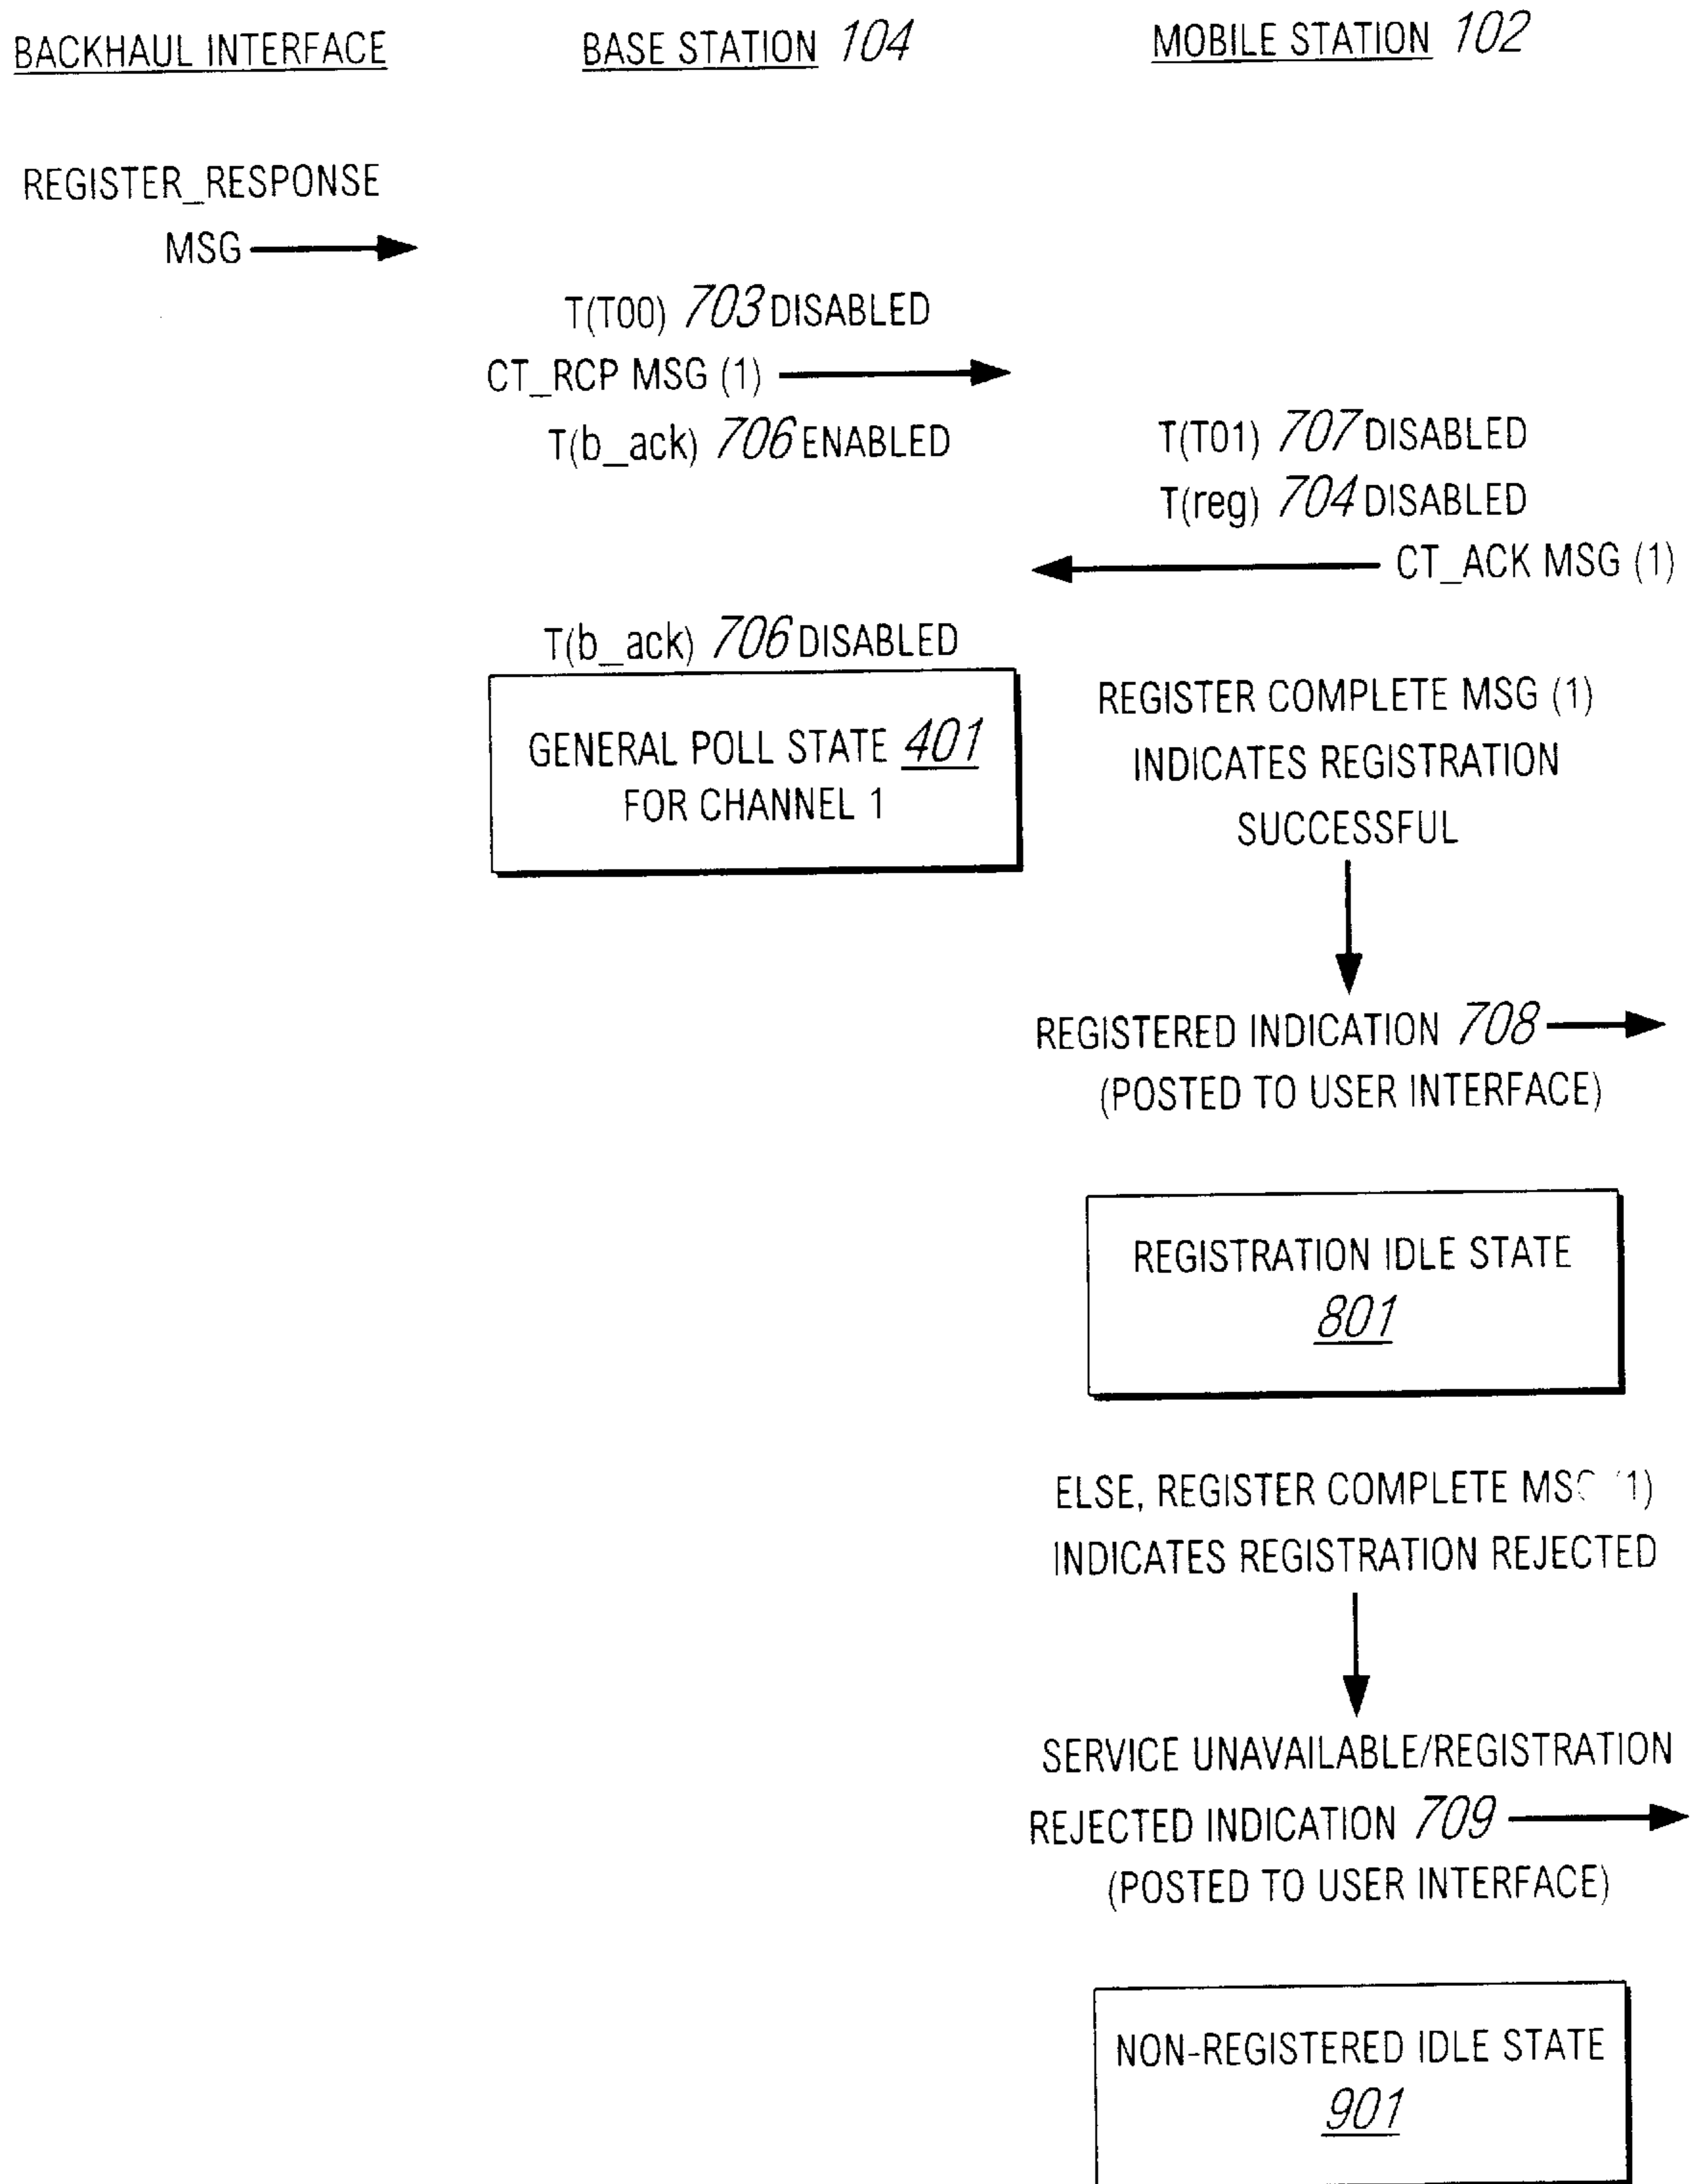 BACKHAUL INTERFACE
BASE STATION 104
MOBILE STATION 102
REGISTER_RESPONSE
MSG
T(T00) 703 DISABLED
CT_RCP MSG (1)
T(b_ack) 706 ENABLED
T(T01) 707 DISABLED
T(reg) 704 DISABLED
CT_ACK MSG (1)
T(b_ack) 706 DISABLED
GENERAL POLL STATE 401
FOR CHANNEL 1
REGISTER COMPLETE MSG (1)
INDICATES REGISTRATION
SUCCESSFUL
REGISTERED INDICATION 708
(POSTED TO USER INTERFACE)
REGISTRATION IDLE STATE
801
ELSE, REGISTER COMPLETE MSG (1)
INDICATES REGISTRATION REJECTED
SERVICE UNAVAILABLE/REGISTRATION
REJECTED INDICATION 709
(POSTED TO USER INTERFACE)
NON-REGISTERED IDLE STATE
901